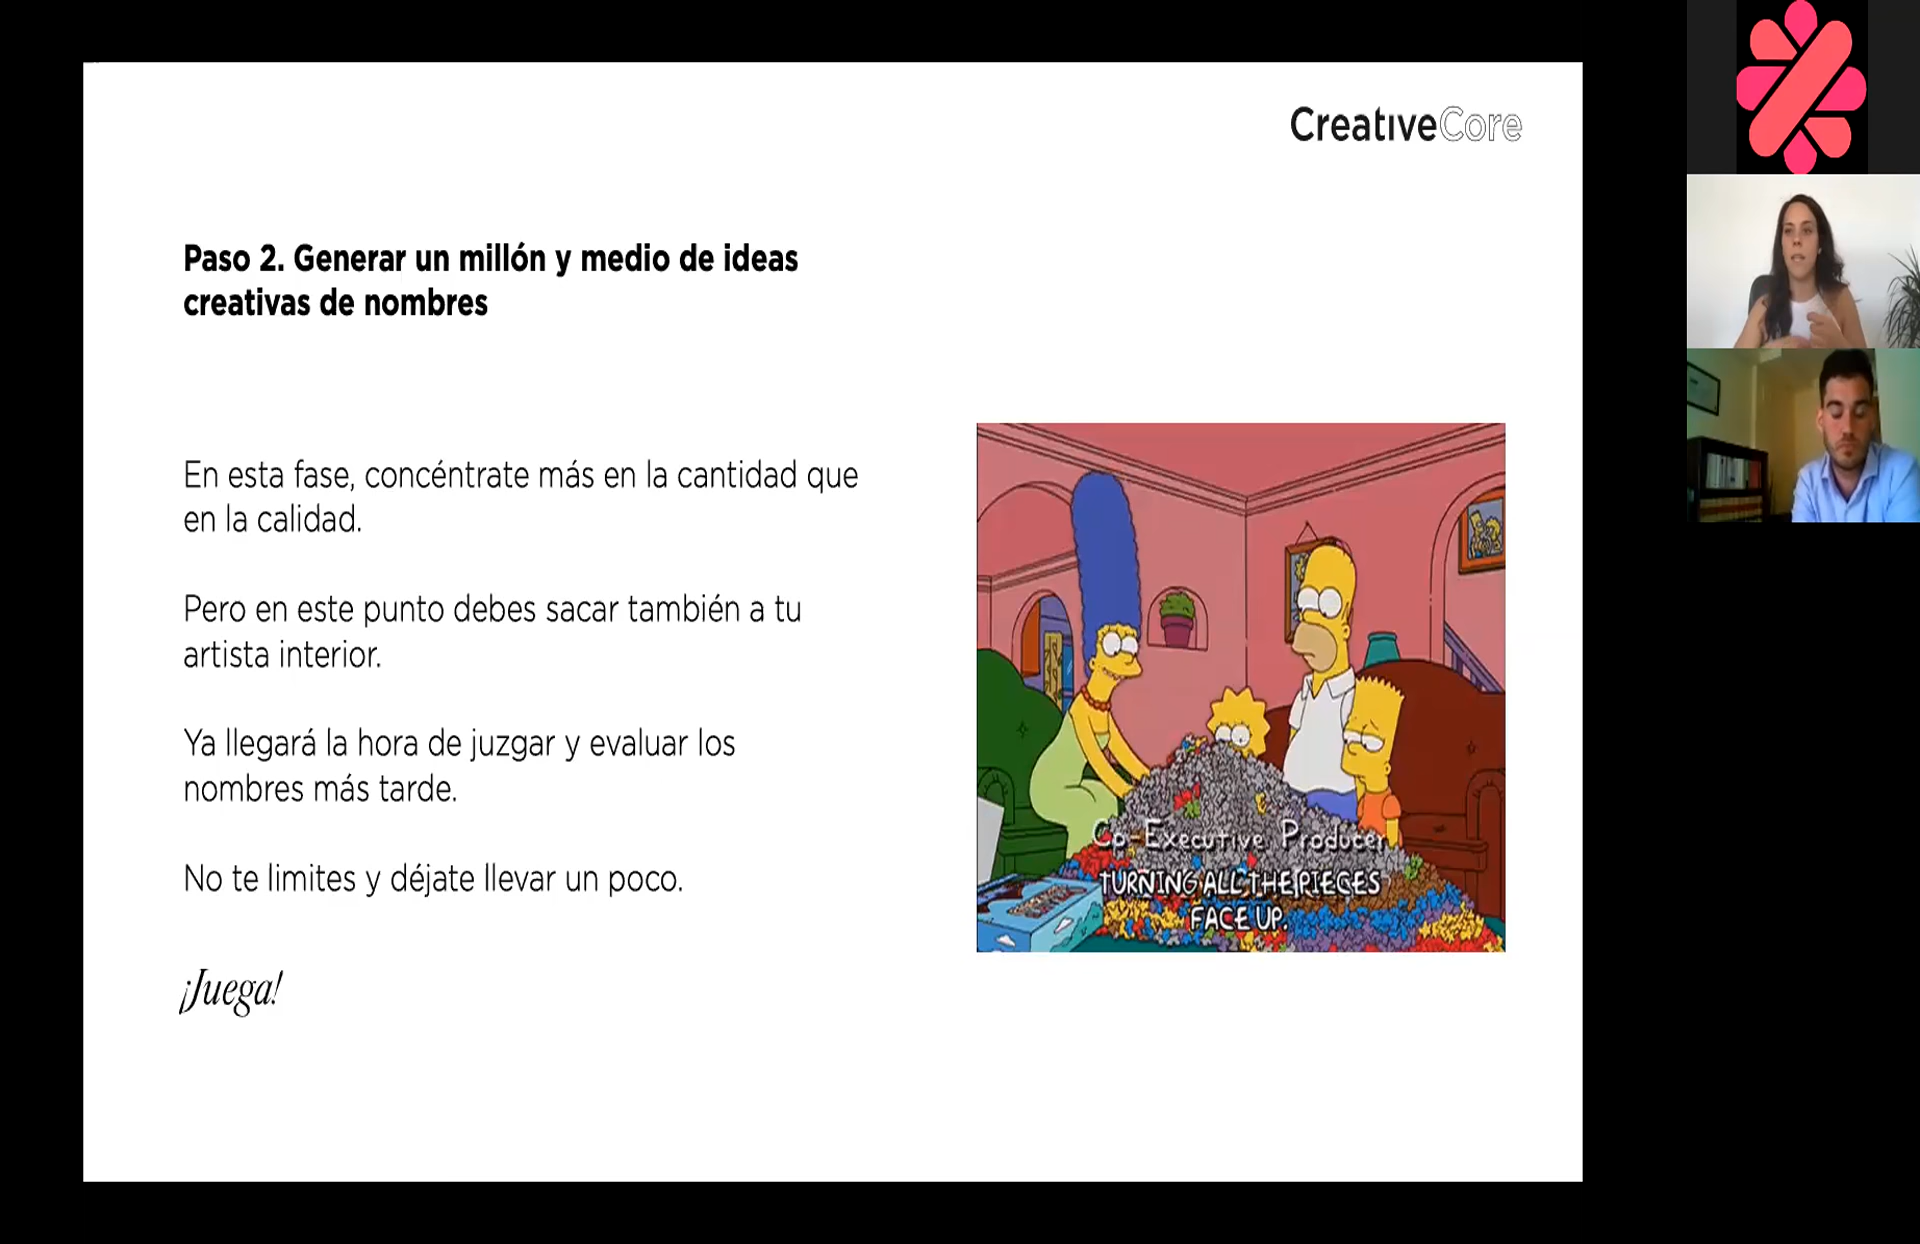 CreativeCore
Paso 2. Generar un millón y medio de ideas
creativas de nombres
En esta fase, concéntrate más en la cantidad que
en la calidad.
Pero en este punto debes sacar también a tu
artista interior.
Ya llegará la hora de juzgar y evaluar los
nombres más tarde.
No te limites y déjate llevar un poco.
¡Juega!
Co-Executive Producer
TURNING ALL THE PIECES
FACE UP.